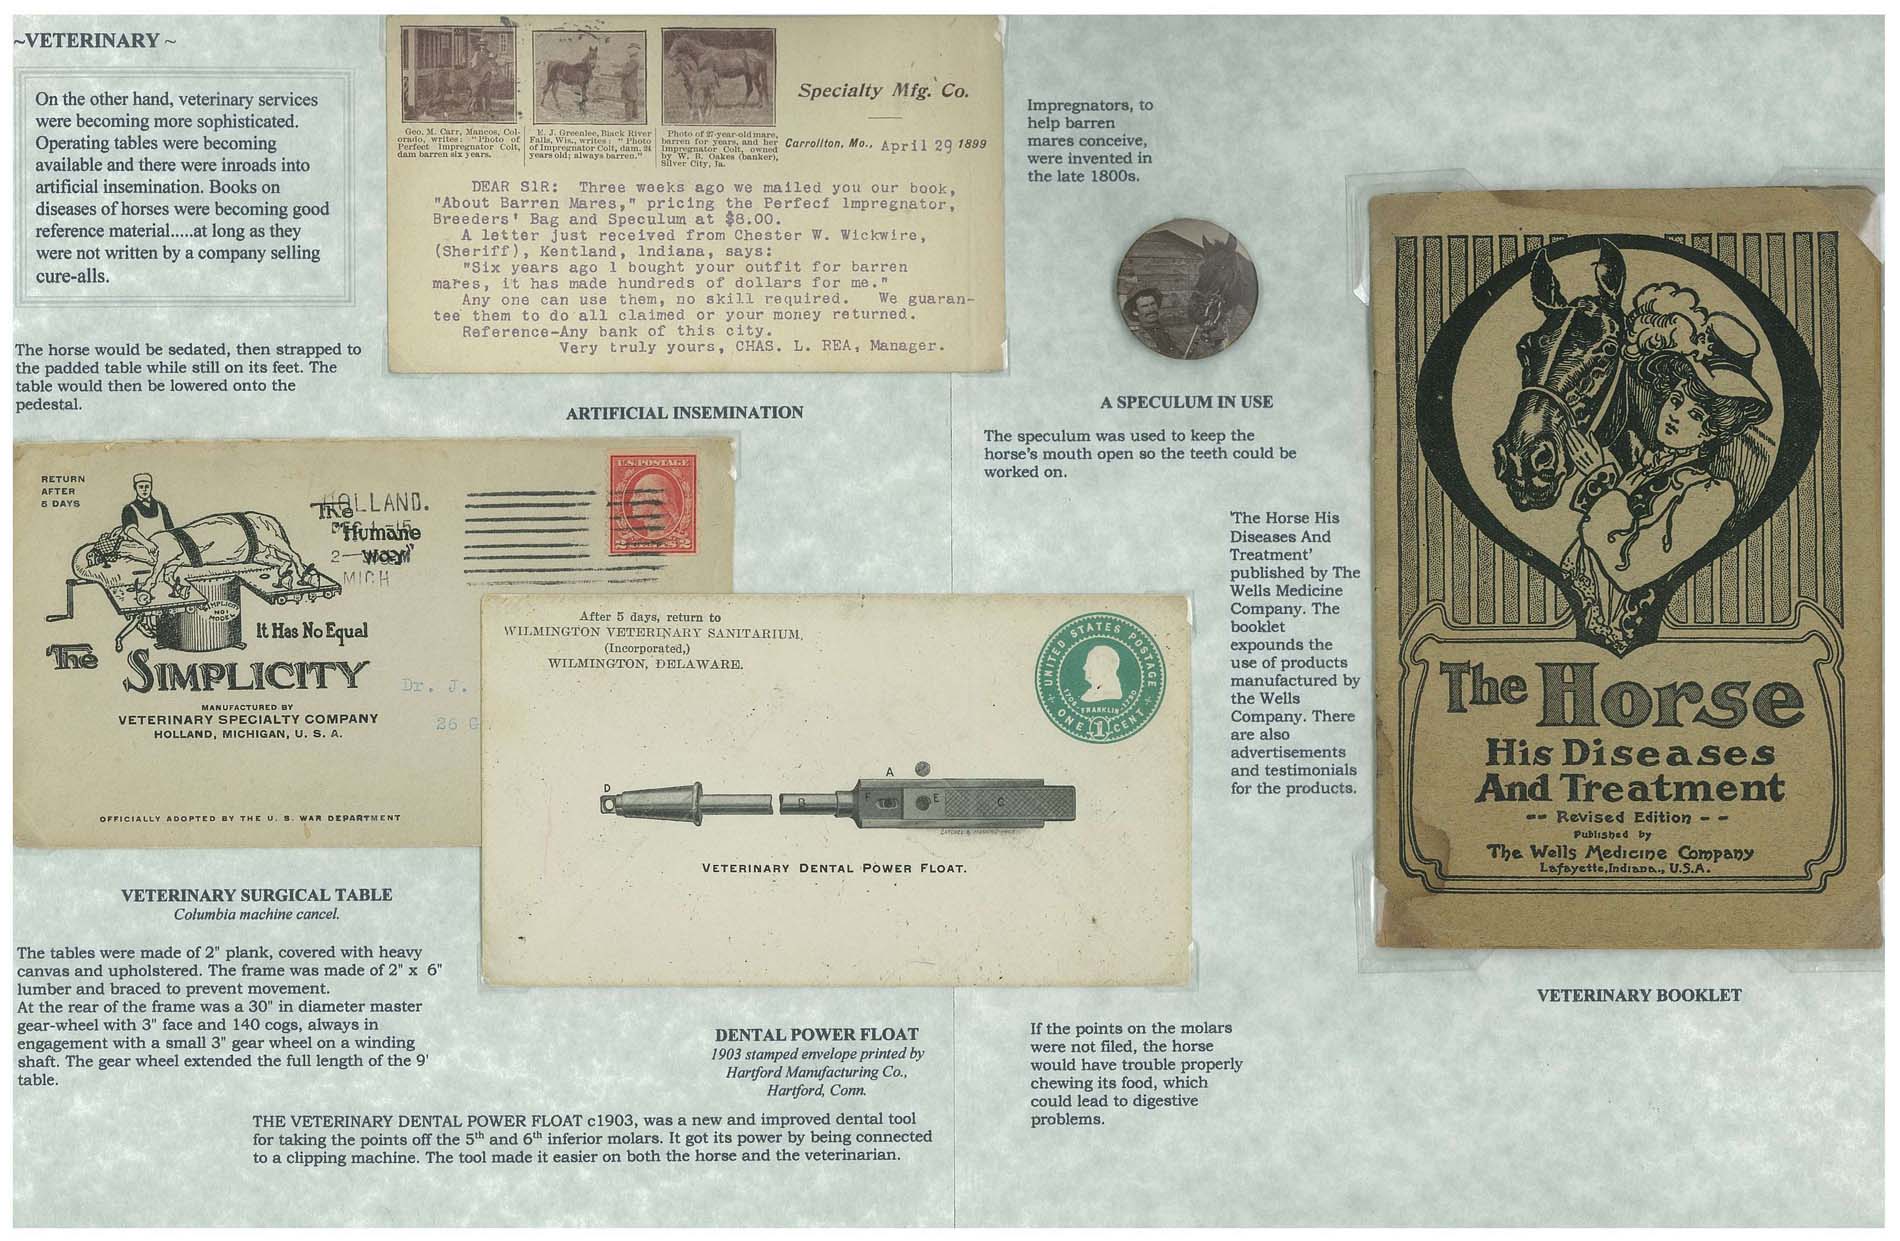 ~VETERINARY ~
On the other hand, veterinary services
were becoming more sophisticated.
Operating tables were becoming
available and there were inroads into
artificial insemination. Books on
diseases of horses were becoming good
reference material.....at long as they
were not written by a company selling
cure-alls.
The horse would be sedated, then strapped to
the padded table while still on its feet. The
table would then be lowered onto the
pedestal.
Geo. M. Carr, Mancos, Col-
orado, writes: "Photo of
Perfect Impregnator Colt,
dam barren six years.
E. J. Greenlee, Black River
Falls, Wis., writes: "Photo
of Impregnator Colt, dam, 24
years old; always barren."
Photo of 27-year-old mare,
barren for years, and her
Impregnator Colt, owned
by W. R. Oakes (banker),
Silver City, Ia.
Specialty Mfg. Co.
Carrollton, Mo., April 29 1899
DEAR SIR: Three weeks ago we mailed you our book,
"About Barren Mares," pricing the Perfect Impregnator,
Breeders' Bag and Speculum at $8.00.
A letter just received from Chester W. Wickwire,
(Sheriff), Kentland, Indiana, says:
"Six years ago I bought your outfit for barren
mares, it has made hundreds of dollars for me."
Any one can use them, no skill required. We guaran-
tee them to do all claimed or your money returned.
Reference-Any bank of this city.
Very truly yours, CHAS. L. REA, Manager.
ARTIFICIAL INSEMINATION
Impregnators, to
help barren
mares conceive,
were invented in
the late 1800s.
A SPECULUM IN USE
The speculum was used to keep the
horse's mouth open so the teeth could be
worked on.
'The Horse His
Diseases And
Treatment'
published by The
Wells Medicine
Company. The
booklet
expounds the
use of products
manufactured by
the Wells
Company. There
are also
advertisements
and testimonials
for the products.
The Horse
His Diseases
And Treatment
-- Revised Edition --
Published by
The Wells Medicine Company
Lafayette, Indiana., U.S.A.
VETERINARY BOOKLET
RETURN
AFTER
5 DAYS
HOLLAND.
DEC 1-15
2-
MICH
The
"Humane
way"
SIMPLICITY
NO 1
MODEL
It Has No Equal
The
SIMPLICITY
MANUFACTURED BY
VETERINARY SPECIALTY COMPANY
HOLLAND, MICHIGAN, U. S. A.
OFFICIALLY ADOPTED BY THE U. S. WAR DEPARTMENT
U.S. POSTAGE
2 CENTS 2
Dr. J.
26 G
After 5 days, return to
WILMINGTON VETERINARY SANITARIUM,
(Incorporated,)
WILMINGTON, DELAWARE.
UNITED STATES POSTAGE
1706 FRANKLIN 1790
ONE 1 CENT
A
B
C
D
E
F
VETERINARY DENTAL POWER FLOAT.
VETERINARY SURGICAL TABLE
Columbia machine cancel.
The tables were made of 2" plank, covered with heavy
canvas and upholstered. The frame was made of 2" x 6"
lumber and braced to prevent movement.
At the rear of the frame was a 30" in diameter master
gear-wheel with 3" face and 140 cogs, always in
engagement with a small 3" gear wheel on a winding
shaft. The gear wheel extended the full length of the 9'
table.
DENTAL POWER FLOAT
1903 stamped envelope printed by
Hartford Manufacturing Co.,
Hartford, Conn.
THE VETERINARY DENTAL POWER FLOAT c1903, was a new and improved dental tool
for taking the points off the 5th and 6th inferior molars. It got its power by being connected
to a clipping machine. The tool made it easier on both the horse and the veterinarian.
If the points on the molars
were not filed, the horse
would have trouble properly
chewing its food, which
could lead to digestive
problems.